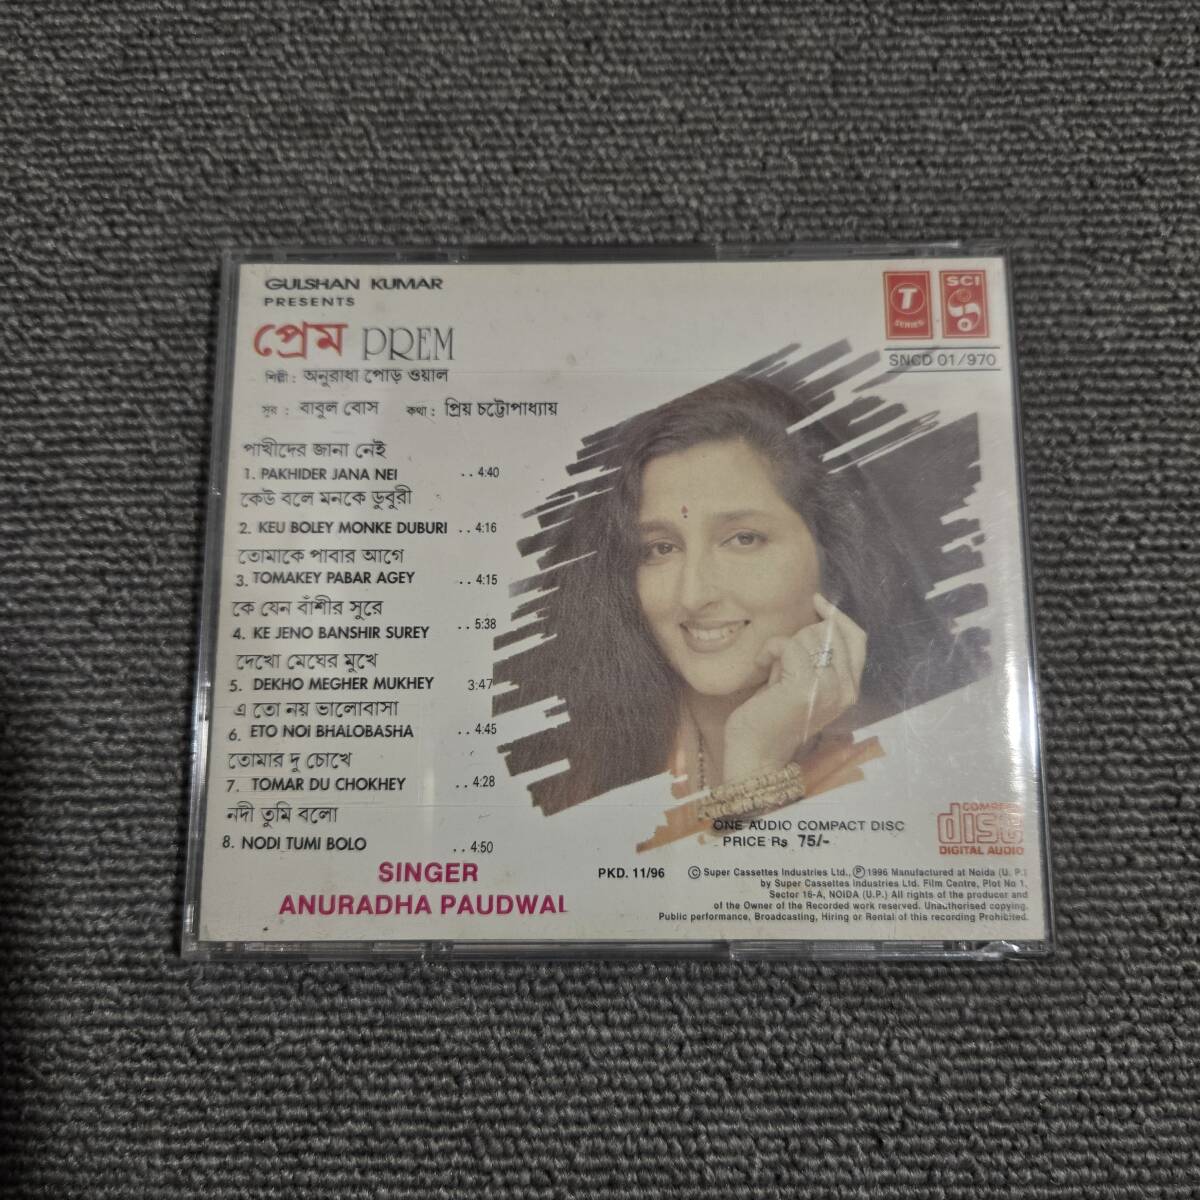 GULSHAN KUMAR
PRESENTS
প্রেম PREM
শিল্পী : অনুরাধা পোড়ওয়াল
সুর : বাবুল বোস কথা : প্রিয় চট্টোপাধ্যায়
T
SERIES
SCI
SNCD 01/970
পাখীদের জানা নেই
1. PAKHIDER JANA NEI .. 4:40
কেউ বলে মনকে ডুবুরী
2. KEU BOLEY MONKE DUBURI .. 4:16
তোমাকে পাবার আগে
3. TOMAKEY PABAR AGEY .. 4:15
কে যেন বাঁশীর সুরে
4. KE JENO BANSHIR SUREY .. 5:38
দেখো মেঘের মুখে
5. DEKHO MEGHER MUKHEY 3:47
এ তো নয় ভালোবাসা
6. ETO NOI BHALOBASHA .. 4:45
তোমার দু চোখে
7. TOMAR DU CHOKHEY .. 4:28
নদী তুমি বলো
8. NODI TUMI BOLO .. 4:50
SINGER
ANURADHA PAUDWAL
ONE AUDIO COMPACT DISC
PRICE Rs 75/-
COMPACT
disc
DIGITAL AUDIO
PKD. 11/96
© Super Cassettes Industries Ltd., Ⓟ 1996 Manufactured at Noida (U. P.)
by Super Cassettes Industries Ltd. Film Centre, Plot No 1,
Sector 16-A, NOIDA (U.P.) All rights of the producer and
of the Owner of the Recorded work reserved. Unauthorised copying.
Public performance, Broadcasting, Hiring or Rental of this recording Prohibited.